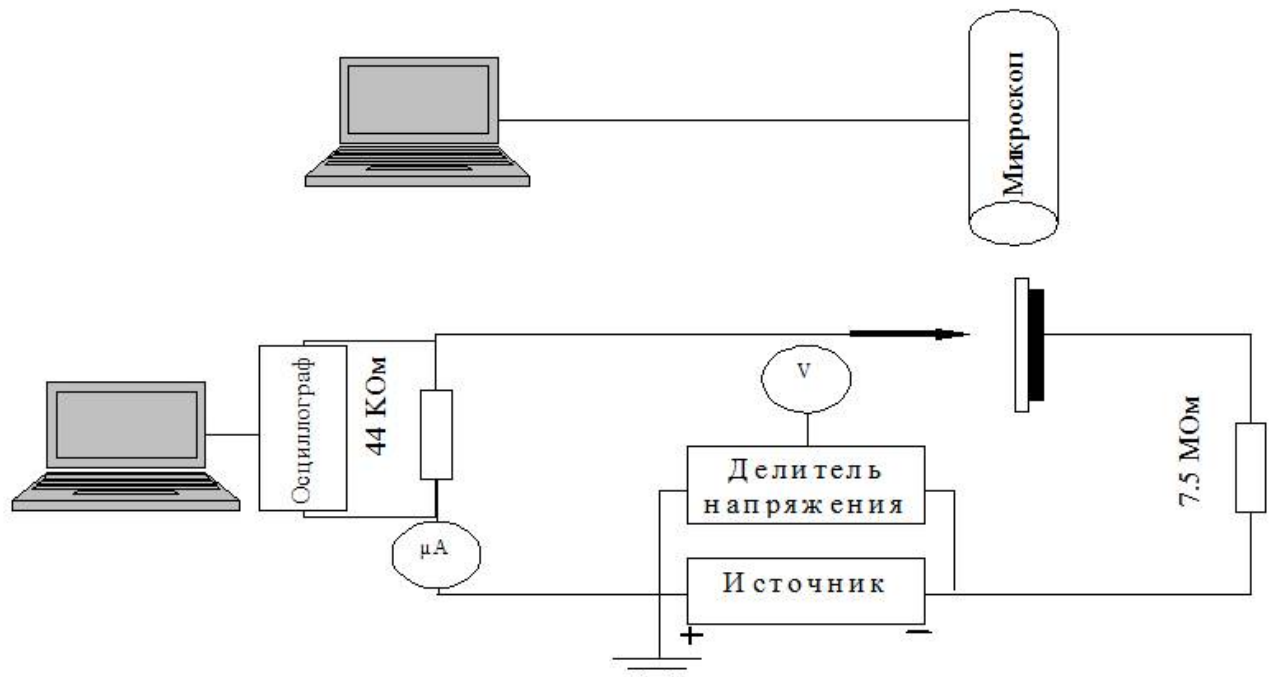 Микроскоп
Осциллограф
44 КОм
V
Делитель
напряжения
7.5 МОм
μA
Источник
+
−